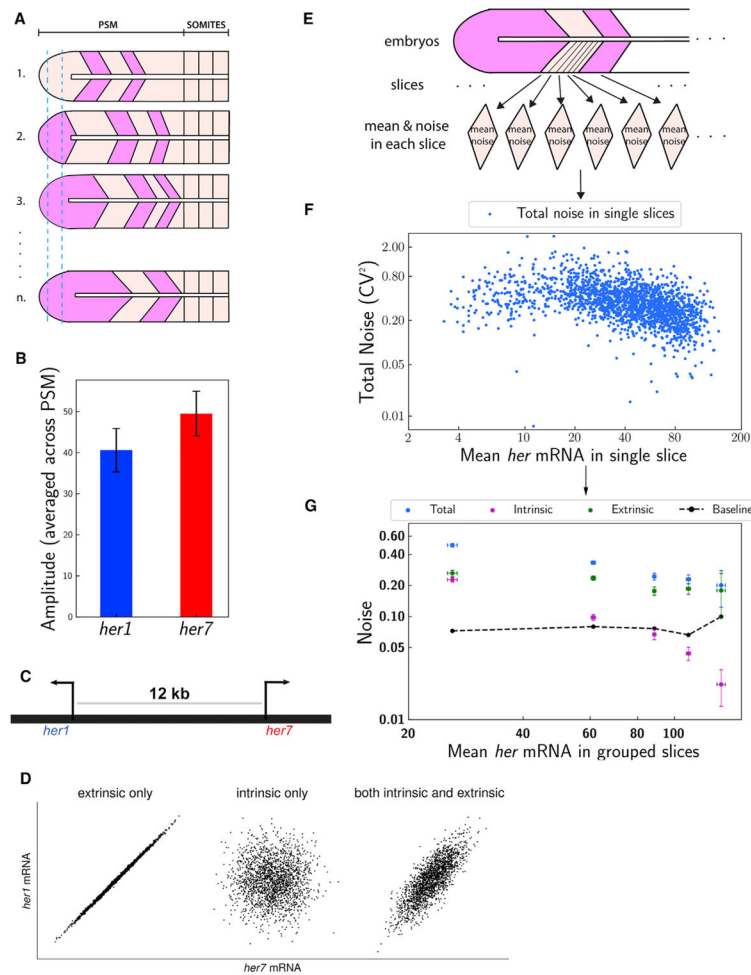 A
PSM
SOMITES
1.
2.
3.
n.
B
Amplitude (averaged across PSM)
50
40
30
20
10
0
her1
her7
C
12 kb
her1
her7
D
extrinsic only
intrinsic only
both intrinsic and extrinsic
her1 mRNA
her7 mRNA
E
embryos
slices
mean & noise
in each slice
mean
noise
mean
noise
mean
noise
mean
noise
mean
noise
mean
noise
F
Total noise in single slices
Total Noise (CV²)
2.00
0.80
0.20
0.05
0.01
2 4 10 20 40 80 200
Mean her mRNA in single slice
G
Total Intrinsic Extrinsic Baseline
Noise
0.60
0.40
0.20
0.10
0.05
0.01
20 40 60 80 100
Mean her mRNA in grouped slices